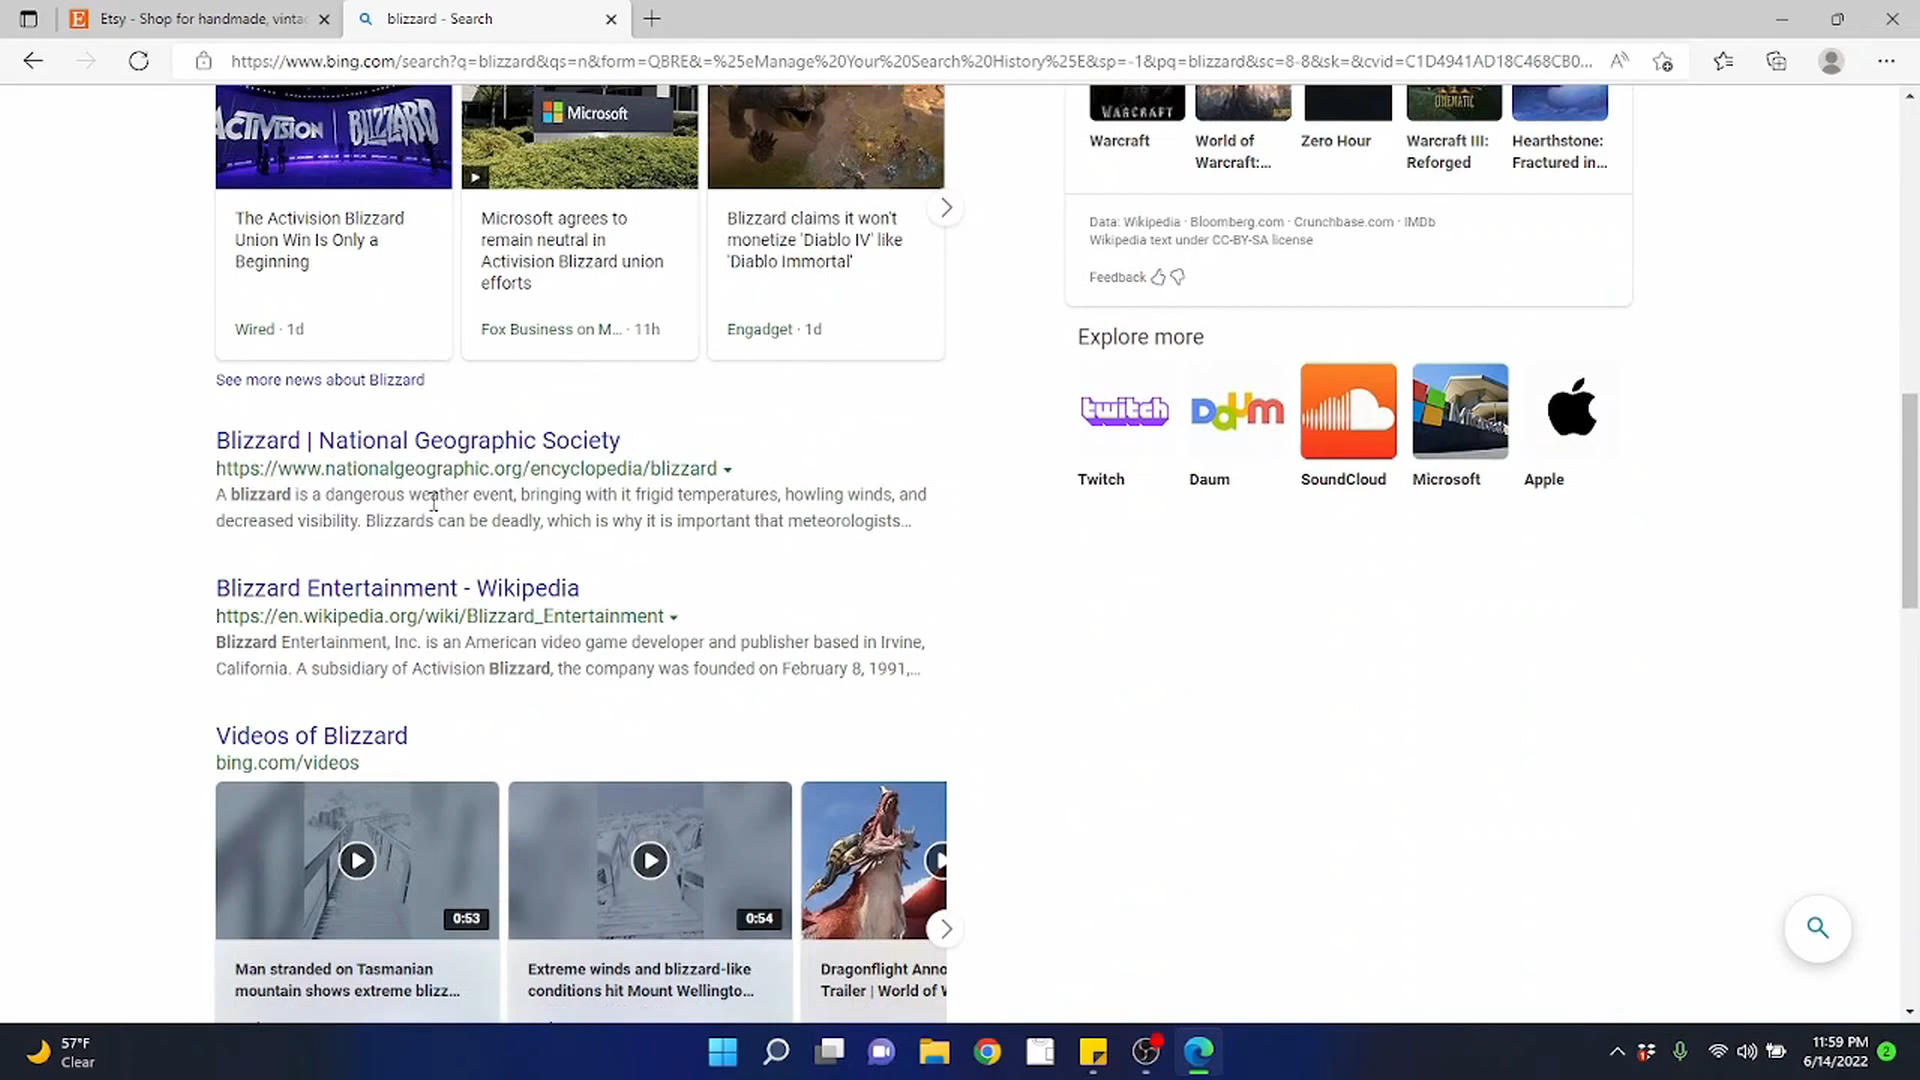 Etsy - Shop for handmade, vinta
blizzard - Search
https://www.bing.com/search?q=blizzard&qs=n&form=QBRE&=%25eManage%20Your%20Search%20History%25E&sp=-1&pq=blizzard&sc=8-8&sk=&cvid=C1D4941AD18C468CB0...
ACTIVISION | BLIZZARD
Microsoft
The Activision Blizzard
Union Win Is Only a
Beginning
Wired · 1d
Microsoft agrees to
remain neutral in
Activision Blizzard union
efforts
Fox Business on M... · 11h
Blizzard claims it won't
monetize 'Diablo IV' like
'Diablo Immortal'
Engadget · 1d
See more news about Blizzard
Blizzard | National Geographic Society
https://www.nationalgeographic.org/encyclopedia/blizzard
A blizzard is a dangerous weather event, bringing with it frigid temperatures, howling winds, and
decreased visibility. Blizzards can be deadly, which is why it is important that meteorologists...
Blizzard Entertainment - Wikipedia
https://en.wikipedia.org/wiki/Blizzard_Entertainment
Blizzard Entertainment, Inc. is an American video game developer and publisher based in Irvine,
California. A subsidiary of Activision Blizzard, the company was founded on February 8, 1991,...
Videos of Blizzard
bing.com/videos
0:53
0:54
Man stranded on Tasmanian
mountain shows extreme blizz...
Extreme winds and blizzard-like
conditions hit Mount Wellingto...
Dragonflight Anno
Trailer | World of W
WARCRAFT
CINEMATIC
Warcraft
World of
Warcraft:...
Zero Hour
Warcraft III:
Reforged
Hearthstone:
Fractured in...
Data: Wikipedia · Bloomberg.com · Crunchbase.com · IMDb
Wikipedia text under CC-BY-SA license
Feedback
Explore more
twitch
Daum
Twitch
Daum
SoundCloud
Microsoft
Apple
57°F
Clear
11:59 PM
6/14/2022
2